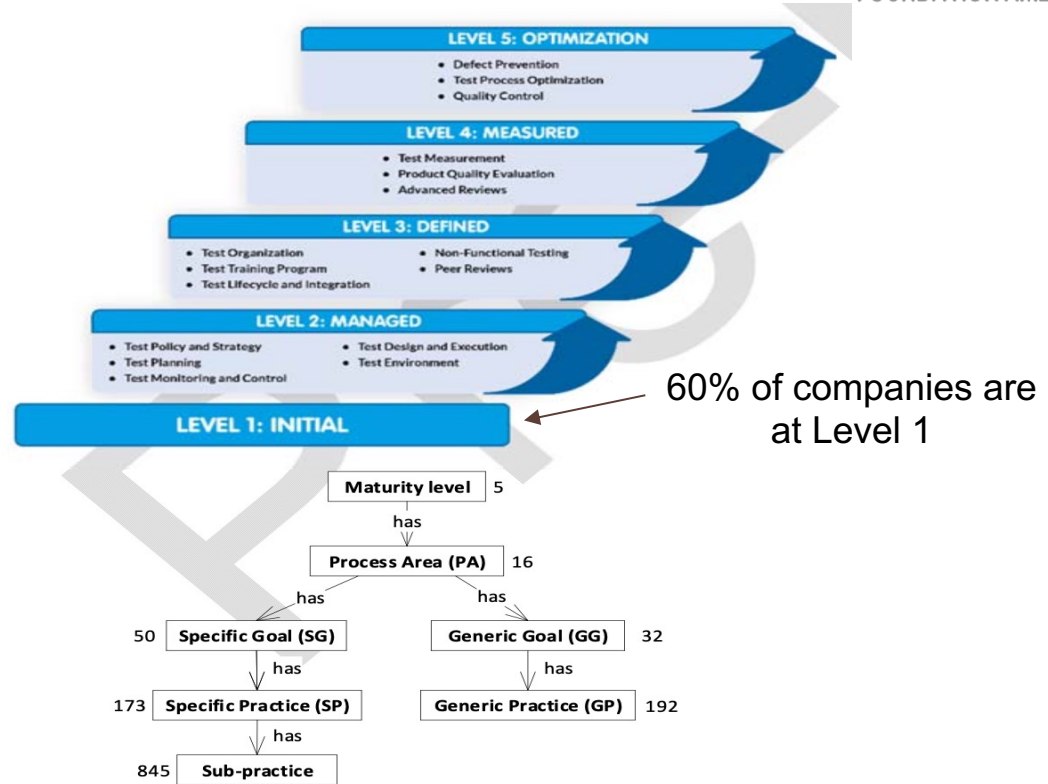 LEVEL 5: OPTIMIZATION
• Defect Prevention
• Test Process Optimization
• Quality Control
LEVEL 4: MEASURED
• Test Measurement
• Product Quality Evaluation
• Advanced Reviews
LEVEL 3: DEFINED
• Test Organization
• Test Training Program
• Test Lifecycle and Integration
• Non-Functional Testing
• Peer Reviews
LEVEL 2: MANAGED
• Test Policy and Strategy
• Test Planning
• Test Monitoring and Control
• Test Design and Execution
• Test Environment
LEVEL 1: INITIAL
60% of companies are
at Level 1
Maturity level 5
has
Process Area (PA) 16
has has
50 Specific Goal (SG) Generic Goal (GG) 32
has has
173 Specific Practice (SP) Generic Practice (GP) 192
has
845 Sub-practice